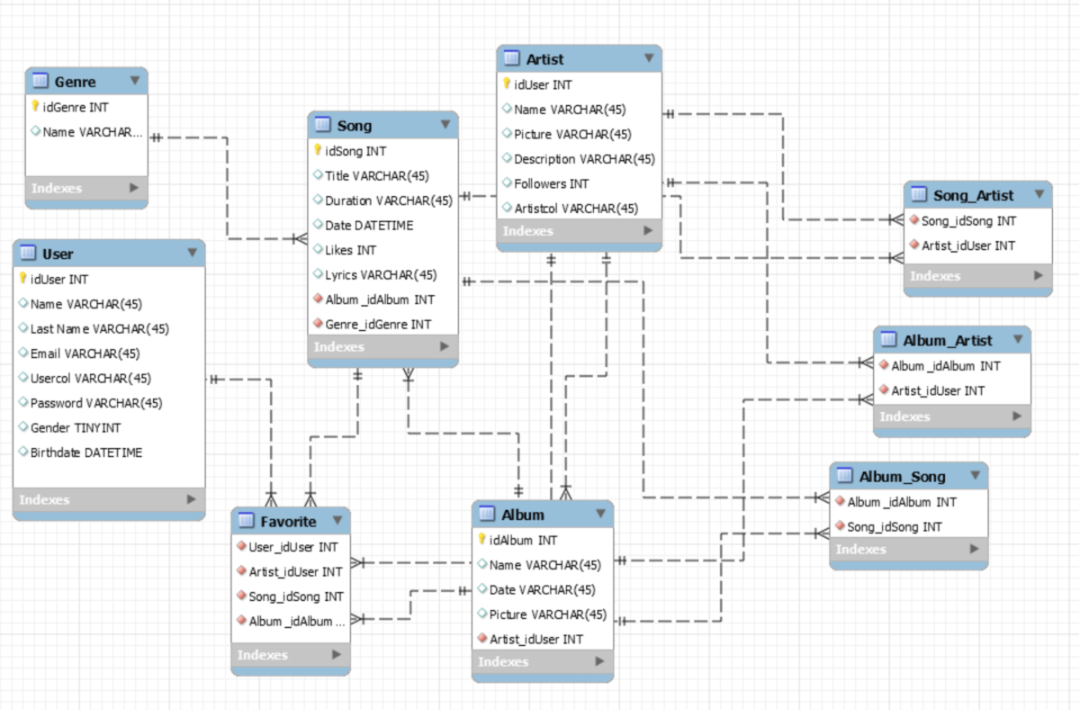 Genre
idGenre INT
Name VARCHAR...
Indexes
User
idUser INT
Name VARCHAR(45)
Last Name VARCHAR(45)
Email VARCHAR(45)
Usercol VARCHAR(45)
Password VARCHAR(45)
Gender TINYINT
Birthdate DATETIME
Indexes
Song
idSong INT
Title VARCHAR(45)
Duration VARCHAR(45)
Date DATETIME
Likes INT
Lyrics VARCHAR(45)
Album_idAlbum INT
Genre_idGenre INT
Indexes
Artist
idUser INT
Name VARCHAR(45)
Picture VARCHAR(45)
Description VARCHAR(45)
Followers INT
Artistcol VARCHAR(45)
Indexes
Favorite
User_idUser INT
Artist_idUser INT
Song_idSong INT
Album_idAlbum ...
Indexes
Album
idAlbum INT
Name VARCHAR(45)
Date VARCHAR(45)
Picture VARCHAR(45)
Artist_idUser INT
Indexes
Song_Artist
Song_idSong INT
Artist_idUser INT
Indexes
Album_Artist
Album_idAlbum INT
Artist_idUser INT
Indexes
Album_Song
Album_idAlbum INT
Song_idSong INT
Indexes